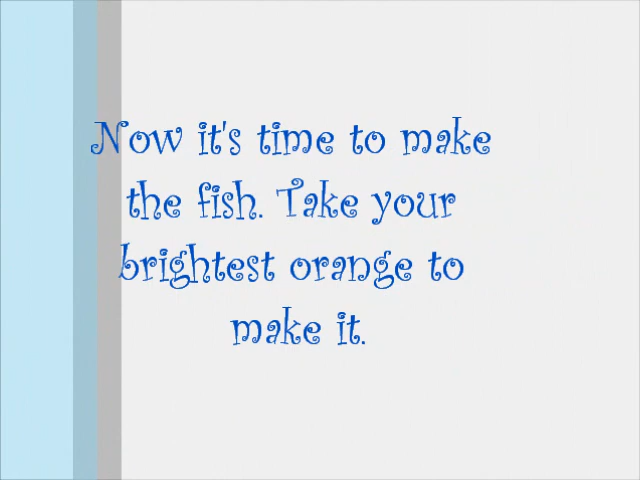 Now it's time to make
the fish. Take your
brightest orange to
make it.